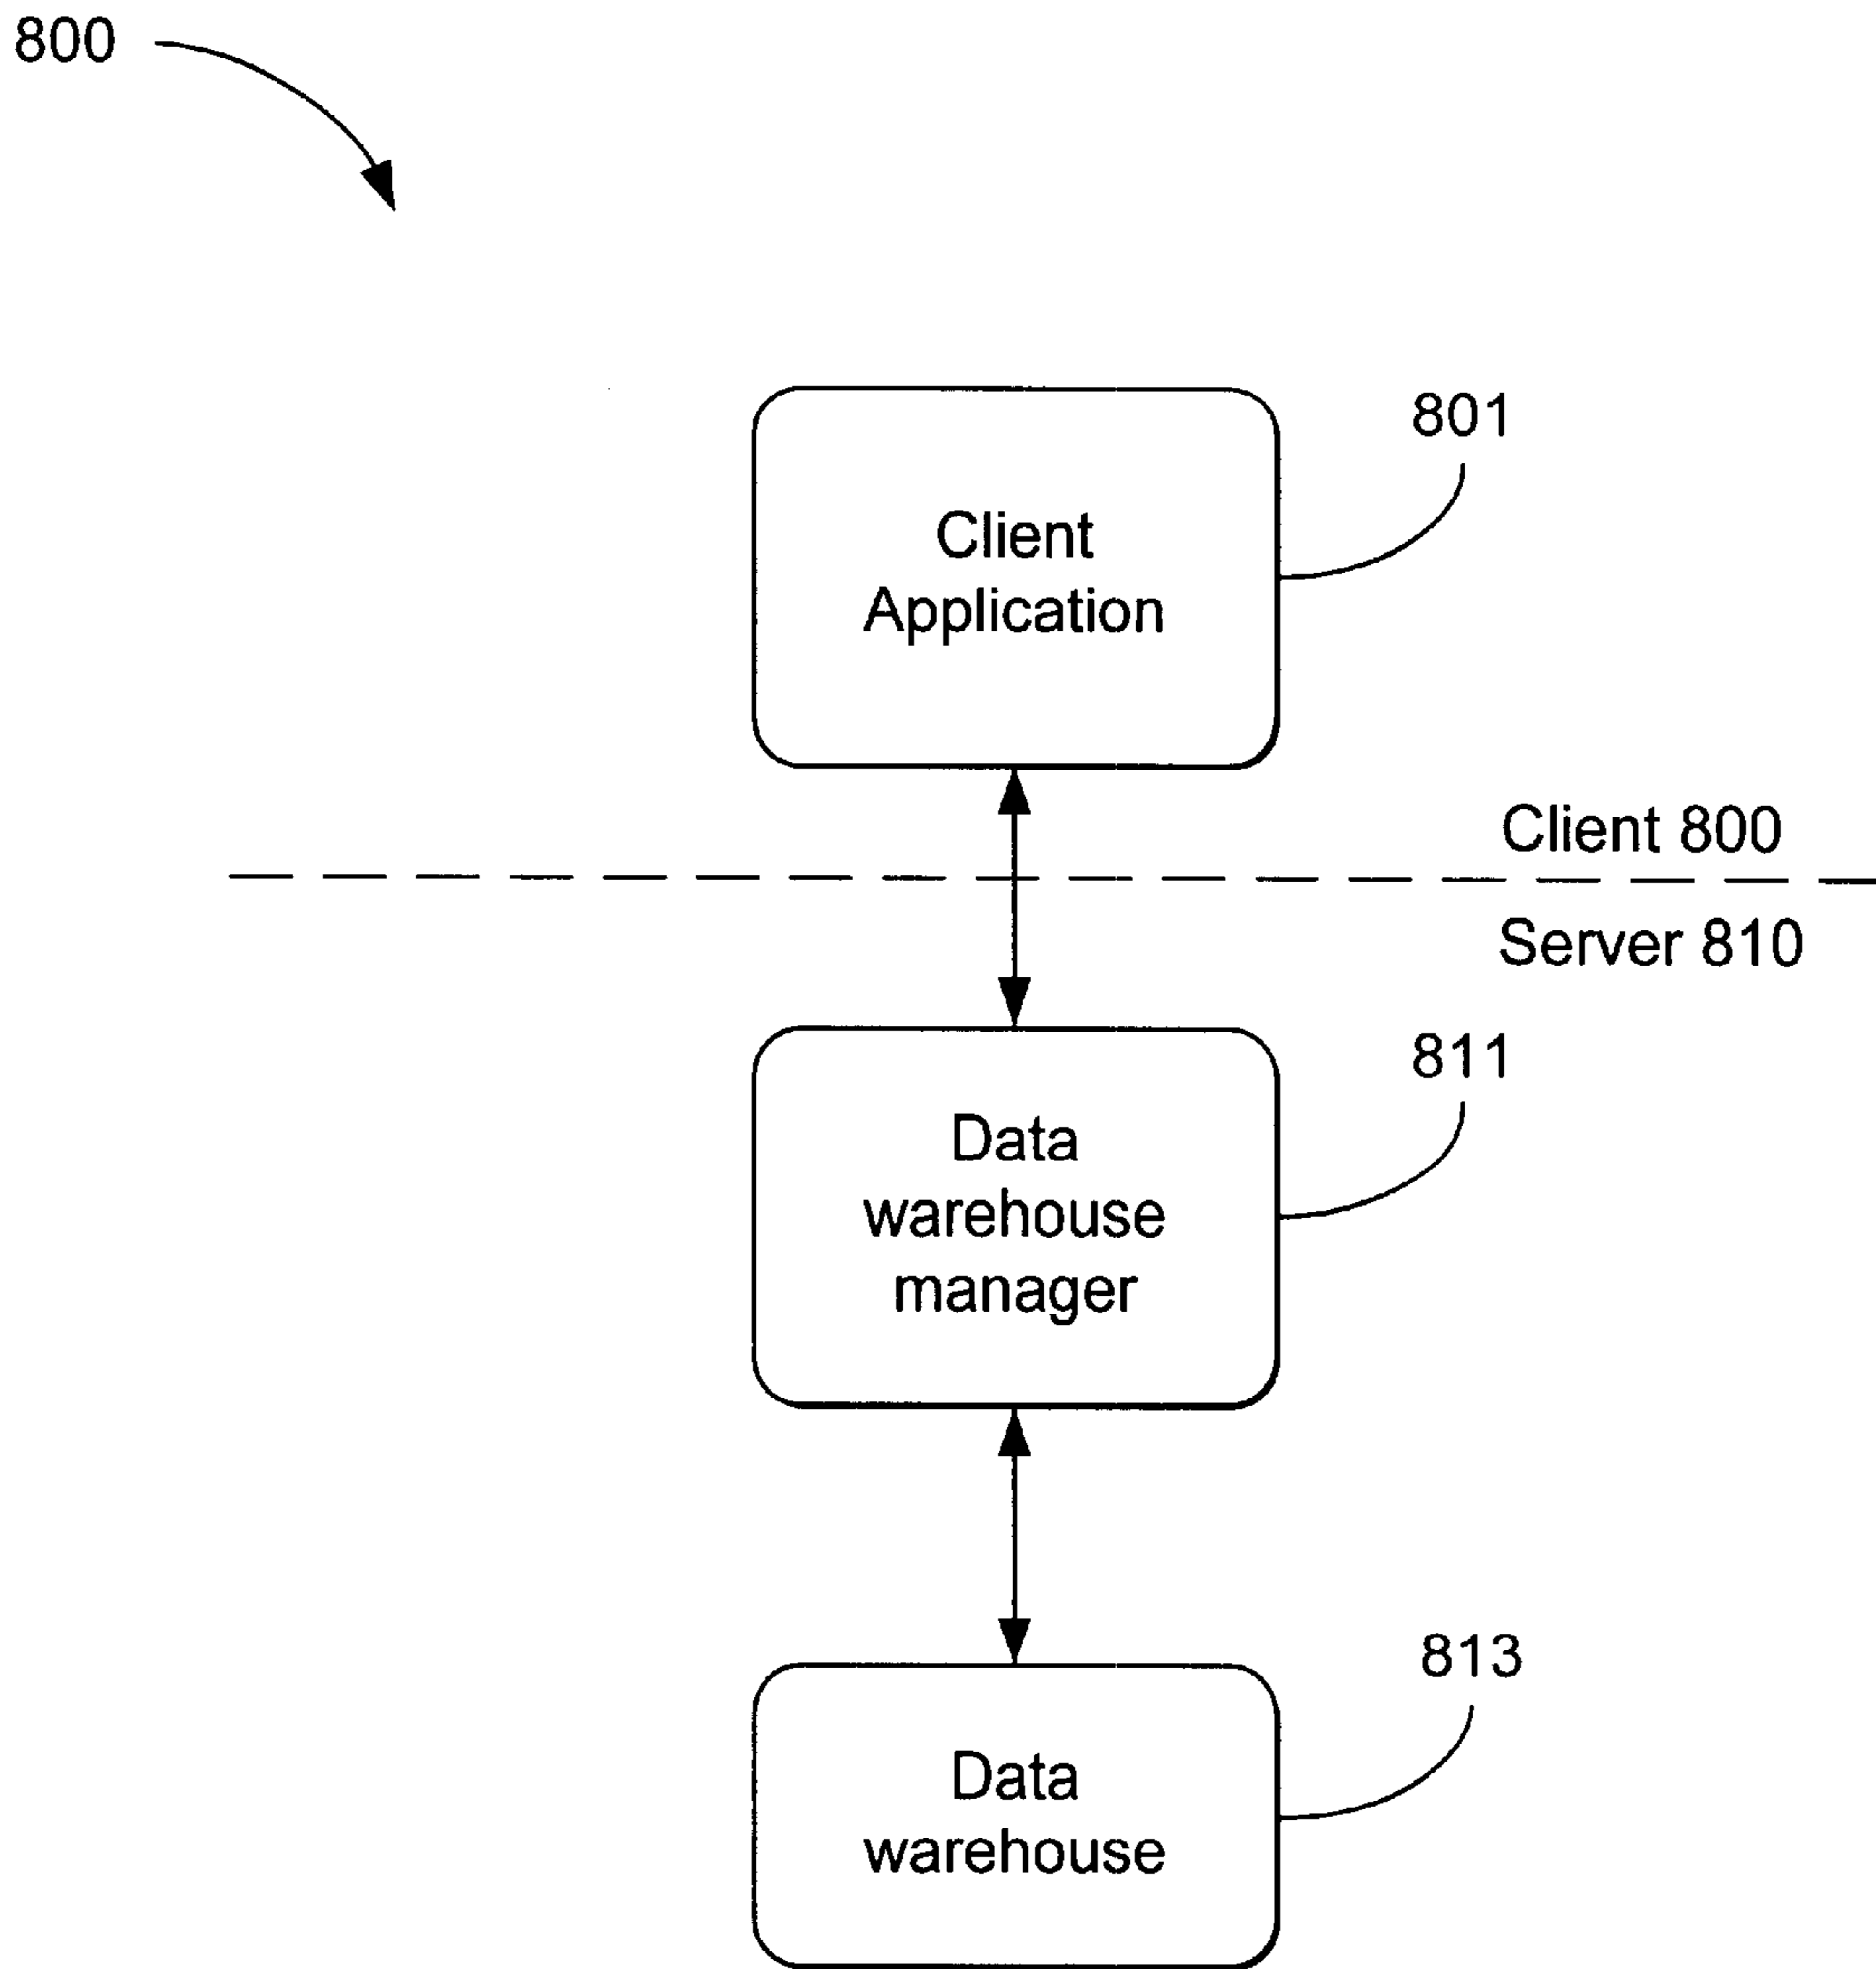 800
801
Client
Application
Client 800
Server 810
811
Data
warehouse
manager
813
Data
warehouse